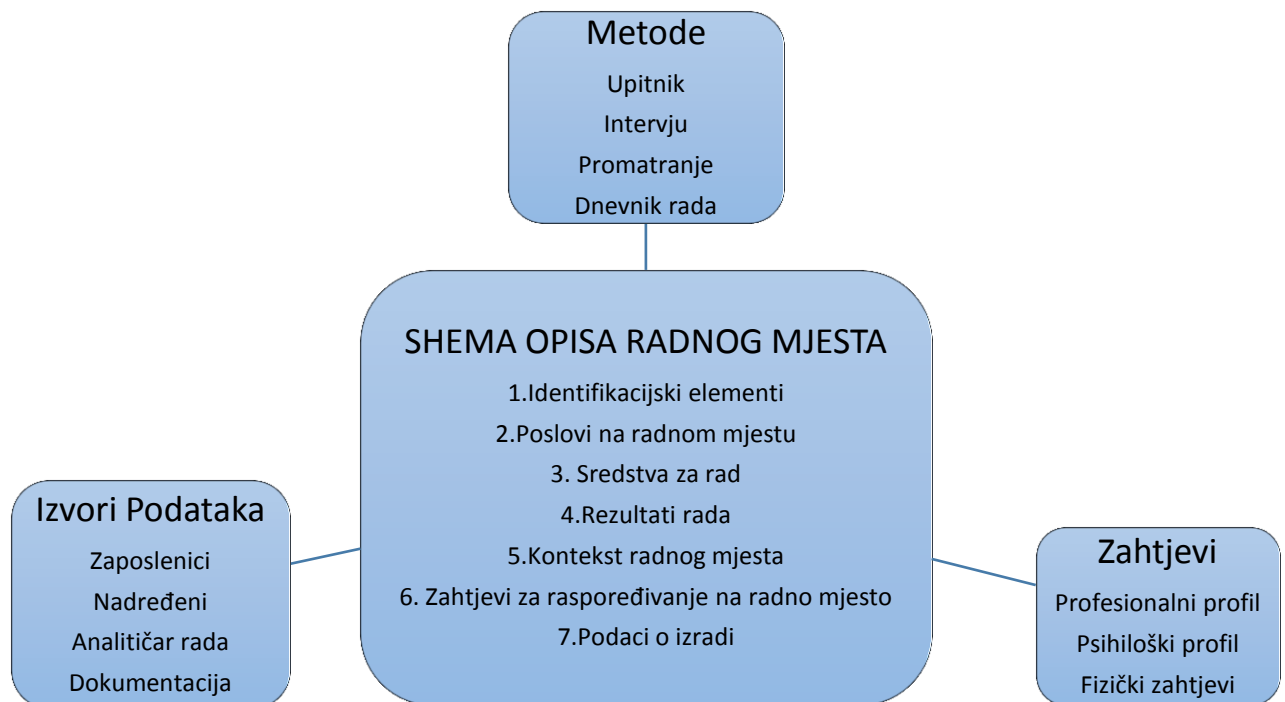 Metode
Upitnik
Intervju
Promatranje
Dnevnik rada
SHEMA OPISA RADNOG MJESTA
1.Identifikacijski elementi
2.Poslovi na radnom mjestu
3. Sredstva za rad
4.Rezultati rada
5.Kontekst radnog mjesta
6. Zahtjevi za raspoređivanje na radno mjesto
7.Podaci o izradi
Izvori Podataka
Zaposlenici
Nadređeni
Analitičar rada
Dokumentacija
Zahtjevi
Profesionalni profil
Psihiloški profil
Fizički zahtjevi